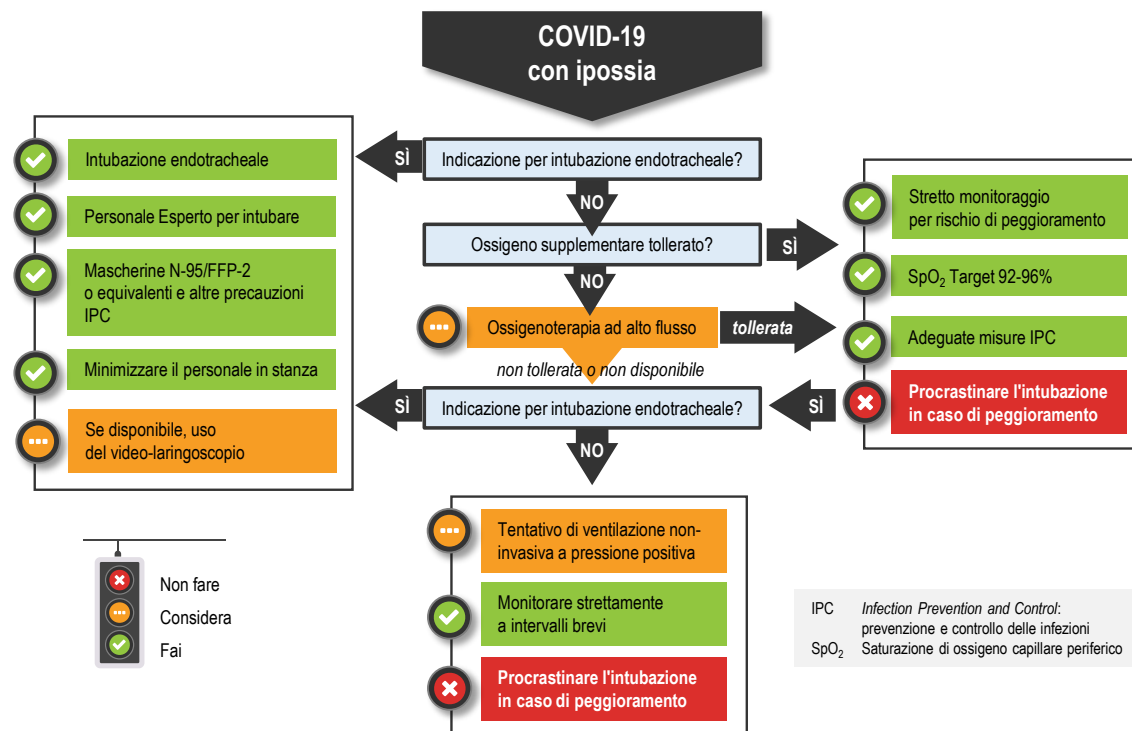 COVID-19
con ipossia
Indicazione per intubazione endotracheale?
SÌ
Intubazione endotracheale
Personale Esperto per intubare
Mascherine N-95/FFP-2
o equivalenti e altre precauzioni
IPC
Minimizzare il personale in stanza
Se disponibile, uso
del video-laringoscopio
NO
Ossigeno supplementare tollerato?
SÌ
Stretto monitoraggio
per rischio di peggioramento
SpO₂ Target 92-96%
Adeguate misure IPC
Procrastinare l'intubazione
in caso di peggioramento
NO
Ossigenoterapia ad alto flusso
tollerata
non tollerata o non disponibile
Indicazione per intubazione endotracheale?
SÌ
SÌ
NO
Tentativo di ventilazione non-
invasiva a pressione positiva
Monitorare strettamente
a intervalli brevi
Procrastinare l'intubazione
in caso di peggioramento
Non fare
Considera
Fai
IPC Infection Prevention and Control:
prevenzione e controllo delle infezioni
SpO₂ Saturazione di ossigeno capillare periferico